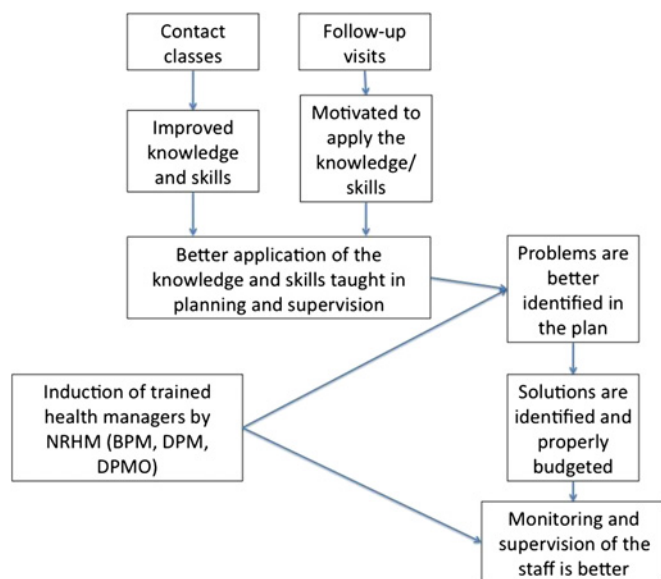 Contact
classes
Follow-up
visits
Improved
knowledge
and skills
Motivated to
apply the
knowledge/
skills
Better application of the
knowledge and skills taught in
planning and supervision
Problems are
better
identified in
the plan
Induction of trained
health managers by
NRHM (BPM, DPM,
DPMO)
Solutions are
identified and
properly
budgeted
Monitoring and
supervision of the
staff is better